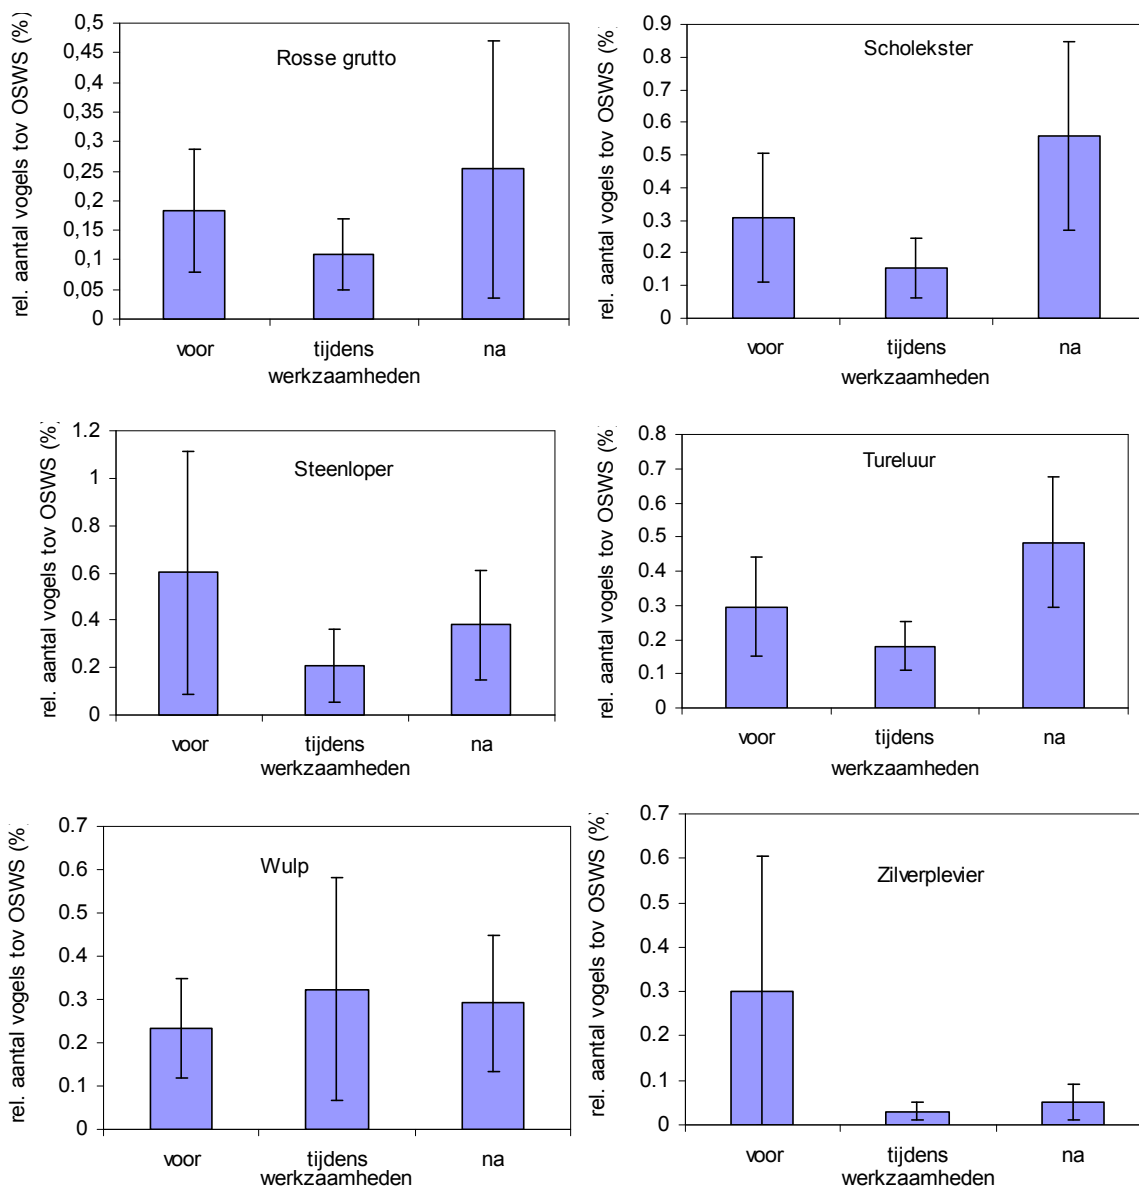 rel. aantal vogels tov OSWS (%)
0,5
0,45
0,4
0,35
0,3
0,25
0,2
0,15
0,1
0,05
0
Rosse grutto
voor tijdens na
werkzaamheden
rel. aantal vogels tov OSWS (%)
0.9
0.8
0.7
0.6
0.5
0.4
0.3
0.2
0.1
0
Scholekster
voor tijdens na
werkzaamheden
rel. aantal vogels tov OSWS (%)
1.2
1
0.8
0.6
0.4
0.2
0
Steenloper
voor tijdens na
werkzaamheden
rel. aantal vogels tov OSWS (%)
0.8
0.7
0.6
0.5
0.4
0.3
0.2
0.1
0
Tureluur
voor tijdens na
werkzaamheden
rel. aantal vogels tov OSWS (%)
0.7
0.6
0.5
0.4
0.3
0.2
0.1
0
Wulp
voor tijdens na
werkzaamheden
rel. aantal vogels tov OSWS (%)
0.7
0.6
0.5
0.4
0.3
0.2
0.1
0
Zilverplevier
voor tijdens na
werkzaamheden